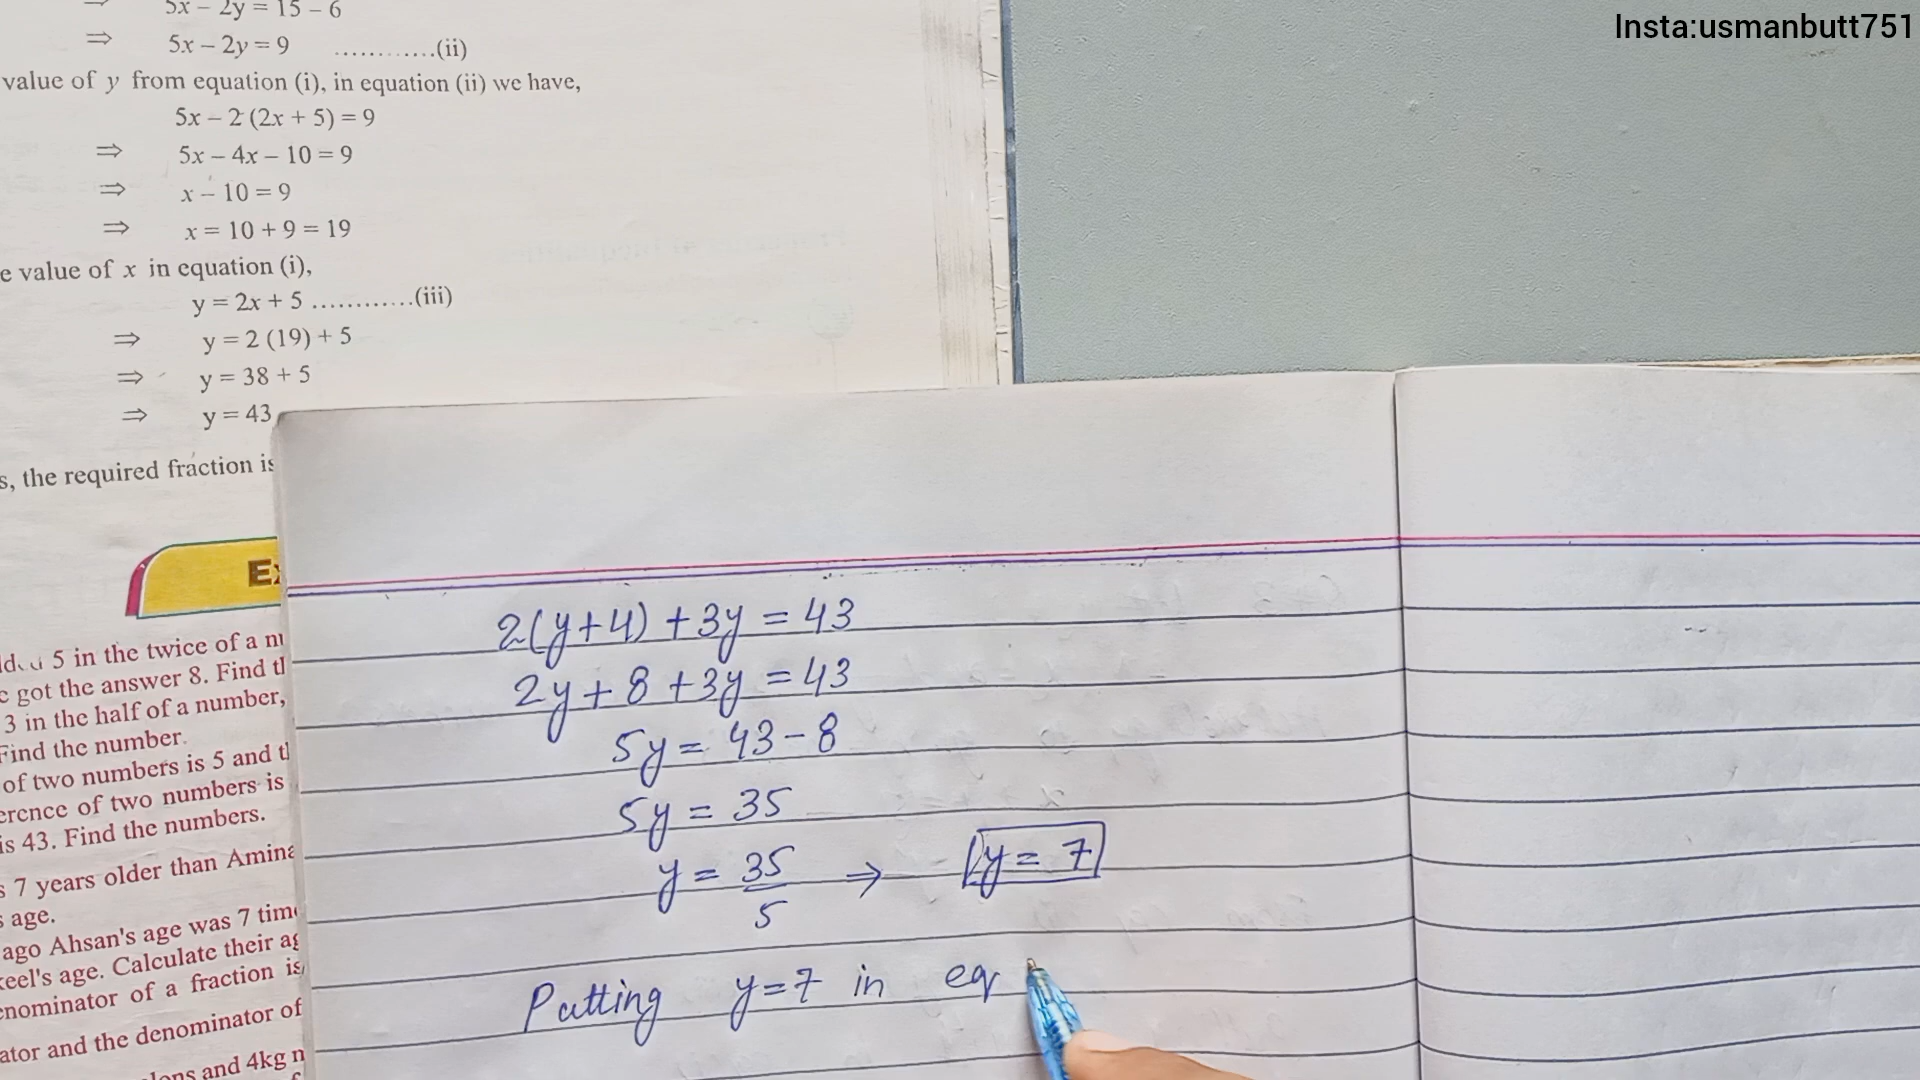 Insta:usmanbutt751
5x – 2y = 15 – 6
⇒ 5x – 2y = 9 ............(ii)
value of y from equation (i), in equation (ii) we have,
5x – 2 (2x + 5) = 9
⇒ 5x – 4x – 10 = 9
⇒ x – 10 = 9
⇒ x = 10 + 9 = 19
e value of x in equation (i),
y = 2x + 5 ............(iii)
⇒ y = 2 (19) + 5
⇒ y = 38 + 5
⇒ y = 43
s, the required fraction is
5 in the twice of a
got the answer 8. Find
3 in the half of a number,
Find the number.
of two numbers is 5 and
erence of two numbers is
is 43. Find the numbers.
s 7 years older than Amina
s age.
ago Ahsan's age was 7
keel's age. Calculate their
enominator of a fraction is
ator and the denominator of
and 4kg
2(y+4) + 3y = 43
2y + 8 + 3y = 43
5y = 43 - 8
5y = 35
y = 35/5 ⇒ y = 7
Putting y=7 in eq